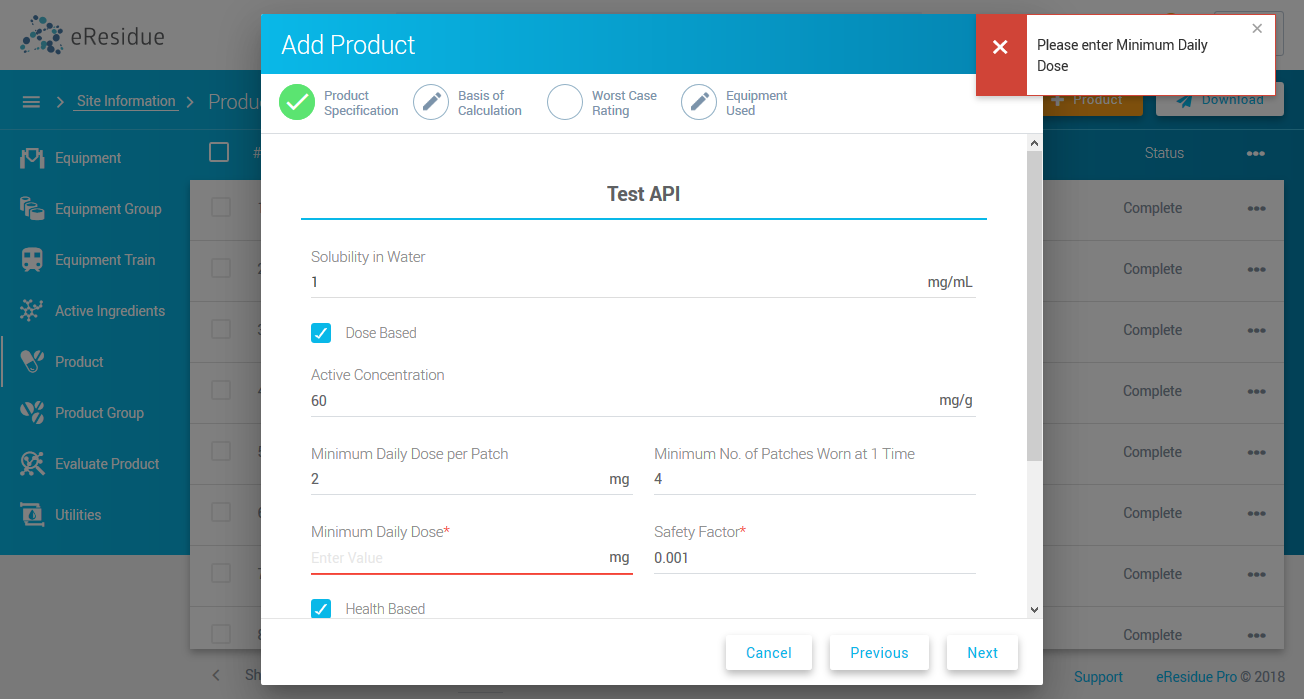 eResidue
Add Product
Please enter Minimum Daily
Dose
Site Information
Product
Download
Product
Specification
Basis of
Calculation
Worst Case
Rating
Equipment
Used
#
Status
Equipment
Equipment Group
Equipment Train
Active Ingredients
Product
Product Group
Evaluate Product
Utilities
Test API
Solubility in Water
1
mg/mL
Dose Based
Active Concentration
60
mg/g
Minimum Daily Dose per Patch
2
mg
Minimum No. of Patches Worn at 1 Time
4
Minimum Daily Dose*
Enter Value
mg
Safety Factor*
0.001
Health Based
Complete
Complete
Complete
Complete
Complete
Complete
Complete
Complete
Cancel
Previous
Next
Support
eResidue Pro © 2018